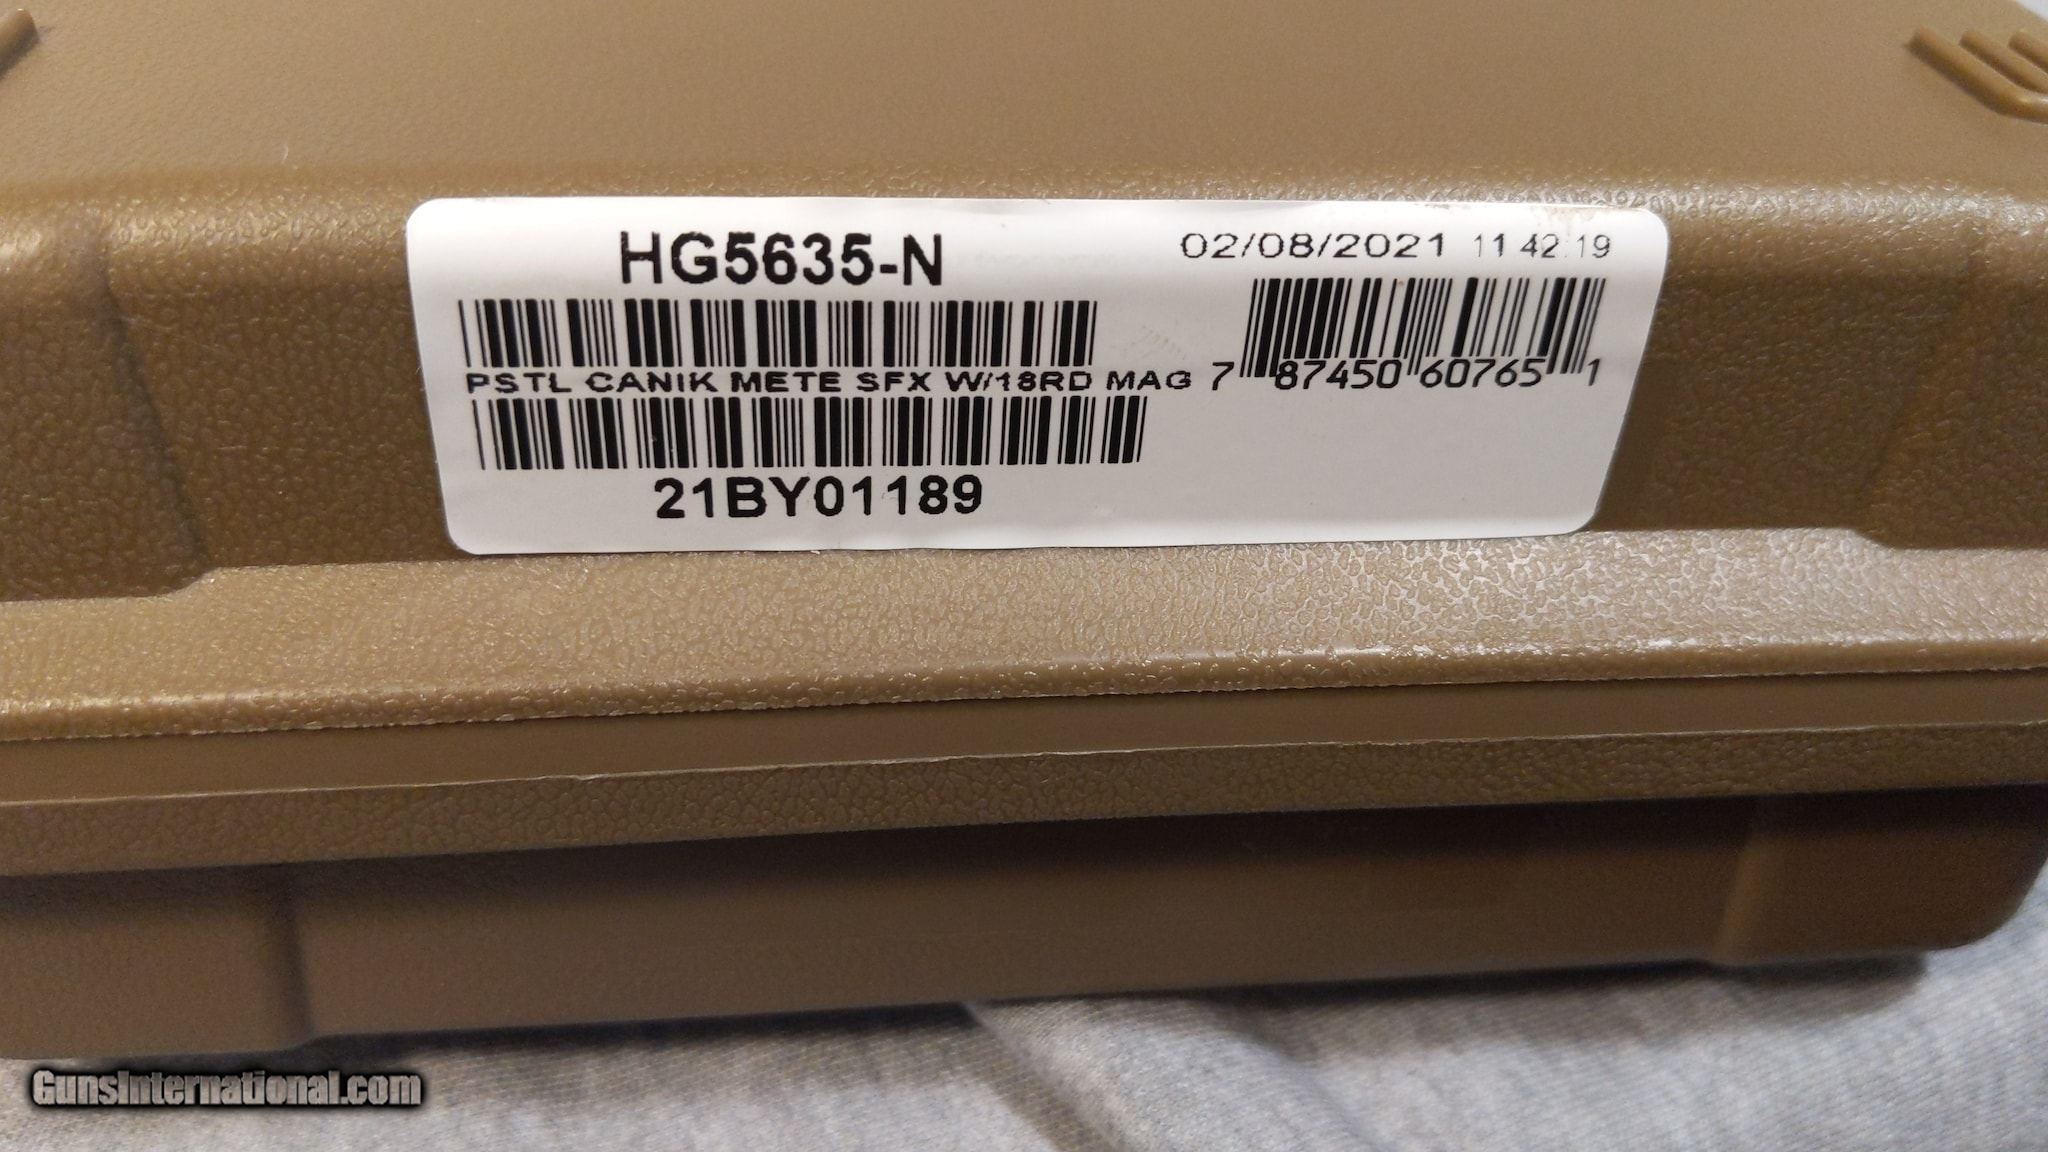 HG5635-N
02/08/2021 11:42:19
PSTL CANIK METE SFX W/18RD MAG
7 87450 60765 1
21BY01189
GunsInternational.com